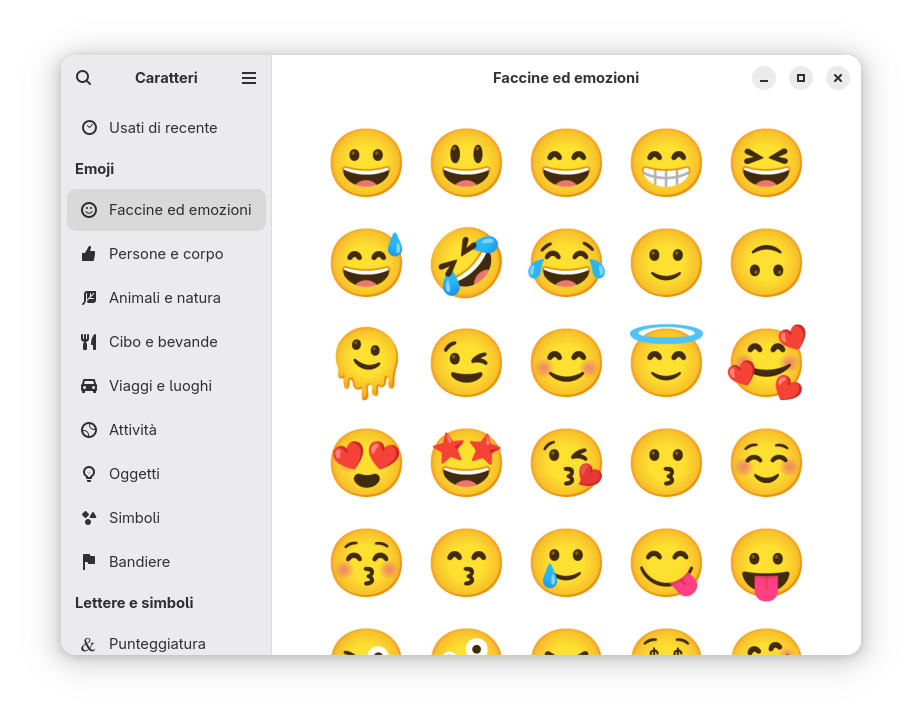 Caratteri
Faccine ed emozioni
Usati di recente
Emoji
Faccine ed emozioni
Persone e corpo
Animali e natura
Cibo e bevande
Viaggi e luoghi
Attività
Oggetti
Simboli
Bandiere
Lettere e simboli
& Punteggiatura